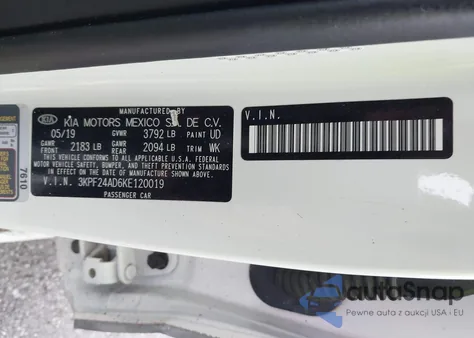 MANUFACTURED BY
KIA KIA MOTORS MEXICO S.A. DE C.V.
05/19 GVWR 3792 LB PAINT UD
GAWR FRONT 2183 LB GAWR REAR 2094 LB TRIM WK
THIS VEHICLE CONFORMS TO ALL APPLICABLE U.S.A. FEDERAL
MOTOR VEHICLE SAFETY, BUMPER, AND THEFT PREVENTION
STANDARDS IN EFFECT ON THE DATE OF MANUFACTURE SHOWN ABOVE.
V.I.N. 3KPF24AD6KE120019
PASSENGER CAR
V.I.N.
7610
autoSnap
Pewne auta z aukcji USA - EU